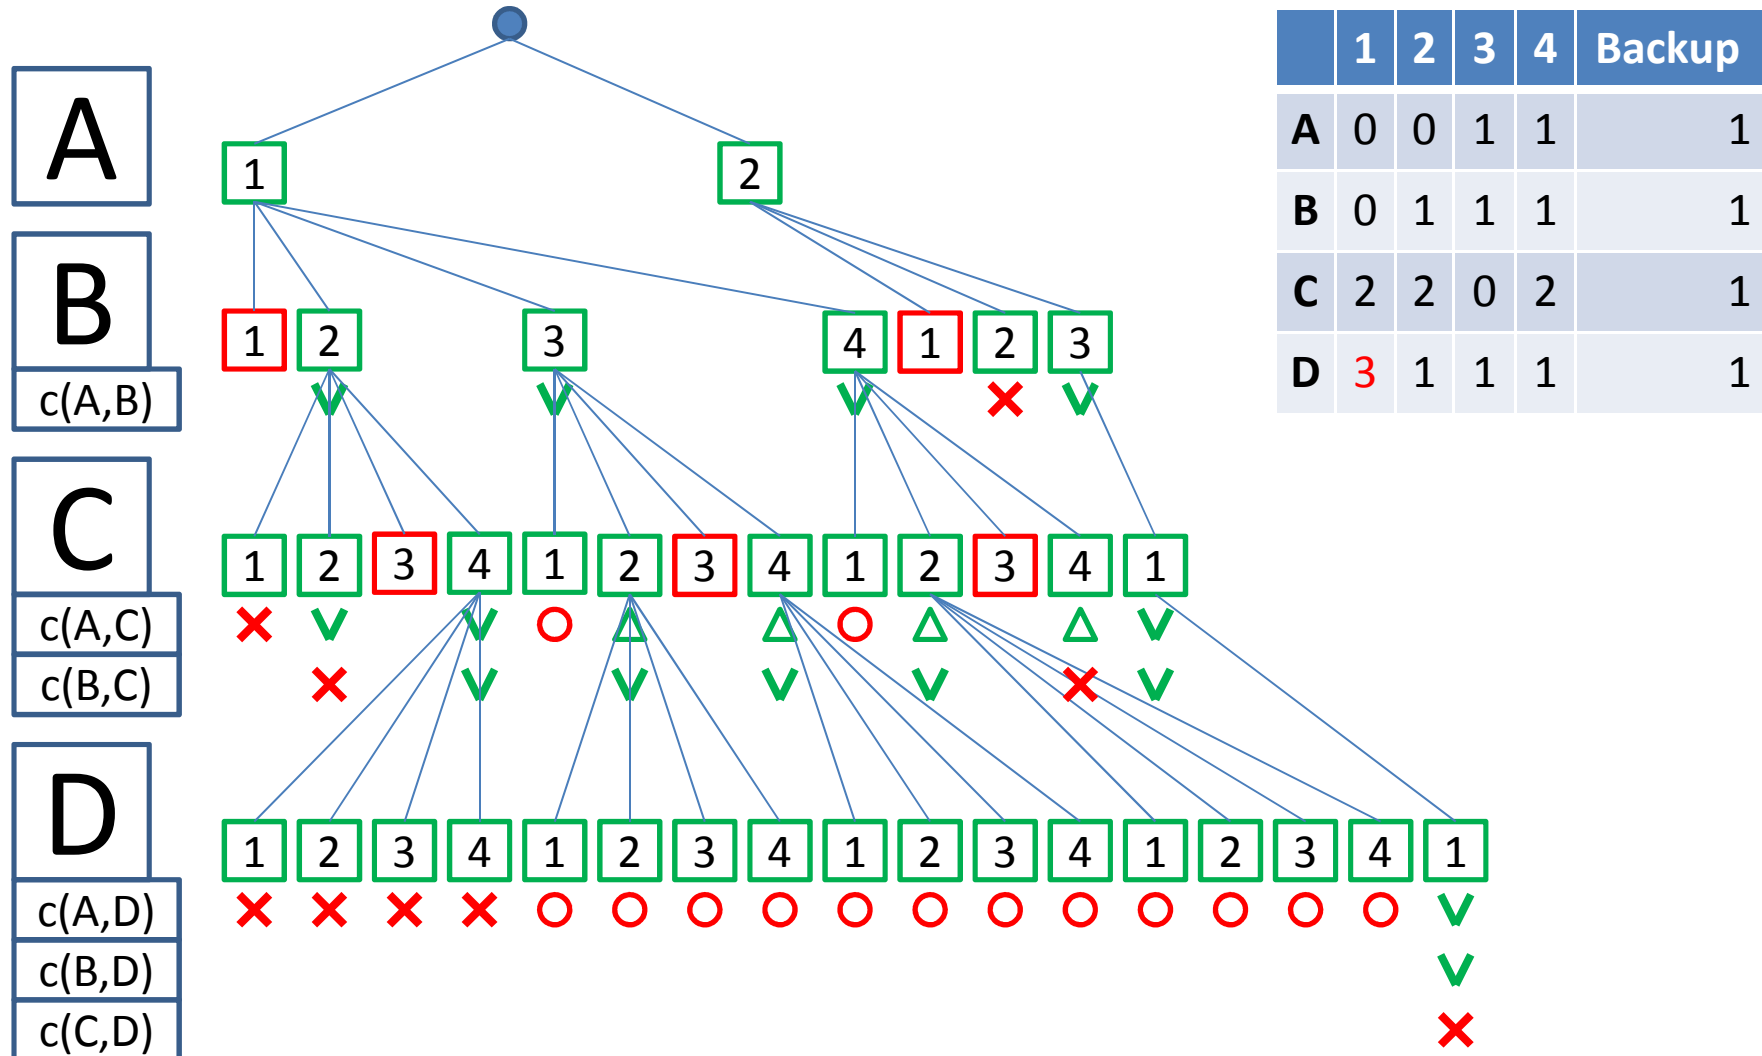 1 2 3 4 Backup
A 0 0 1 1 1
B 0 1 1 1 1
C 2 2 0 2 1
D 3 1 1 1 1
A
1 2
B
1 2 3 4 1 2 3
c(A,B)
C
1 2 3 4 1 2 3 4 1 2 3 4 1
c(A,C)
c(B,C)
D
1 2 3 4 1 2 3 4 1 2 3 4 1 2 3 4 1
c(A,D)
c(B,D)
c(C,D)